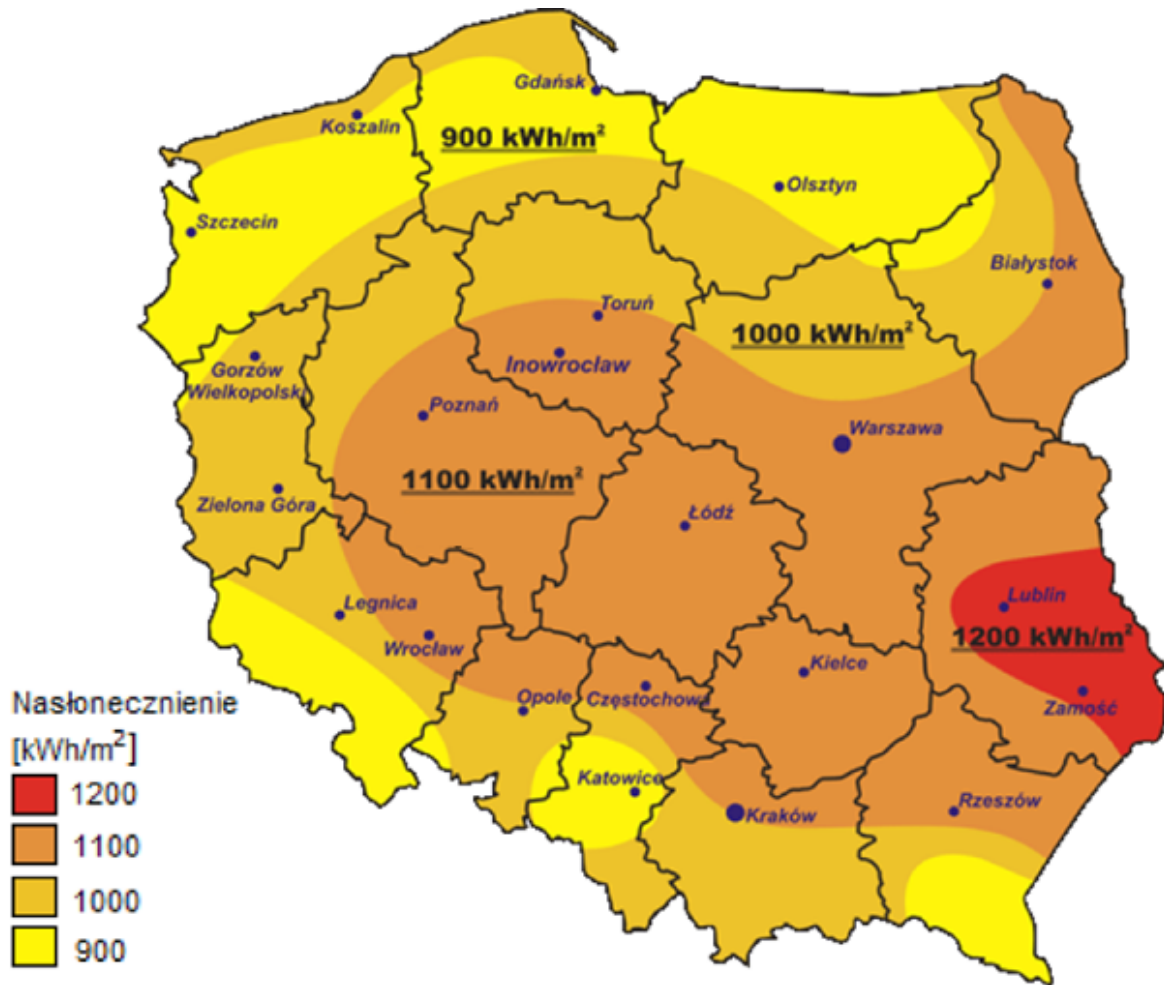 Gdańsk
Koszalin
900 kWh/m²
Olsztyn
Szczecin
Białystok
Toruń
1000 kWh/m²
Inowrocław
Gorzów
Wielkopolski
Poznań
Warszawa
1100 kWh/m²
Zielona Góra
Łódź
Legnica
Lublin
Wrocław
1200 kWh/m²
Kielce
Opole
Częstochowa
Zamość
Katowice
Kraków
Rzeszów
Nasłonecznienie
[kWh/m²]
1200
1100
1000
900